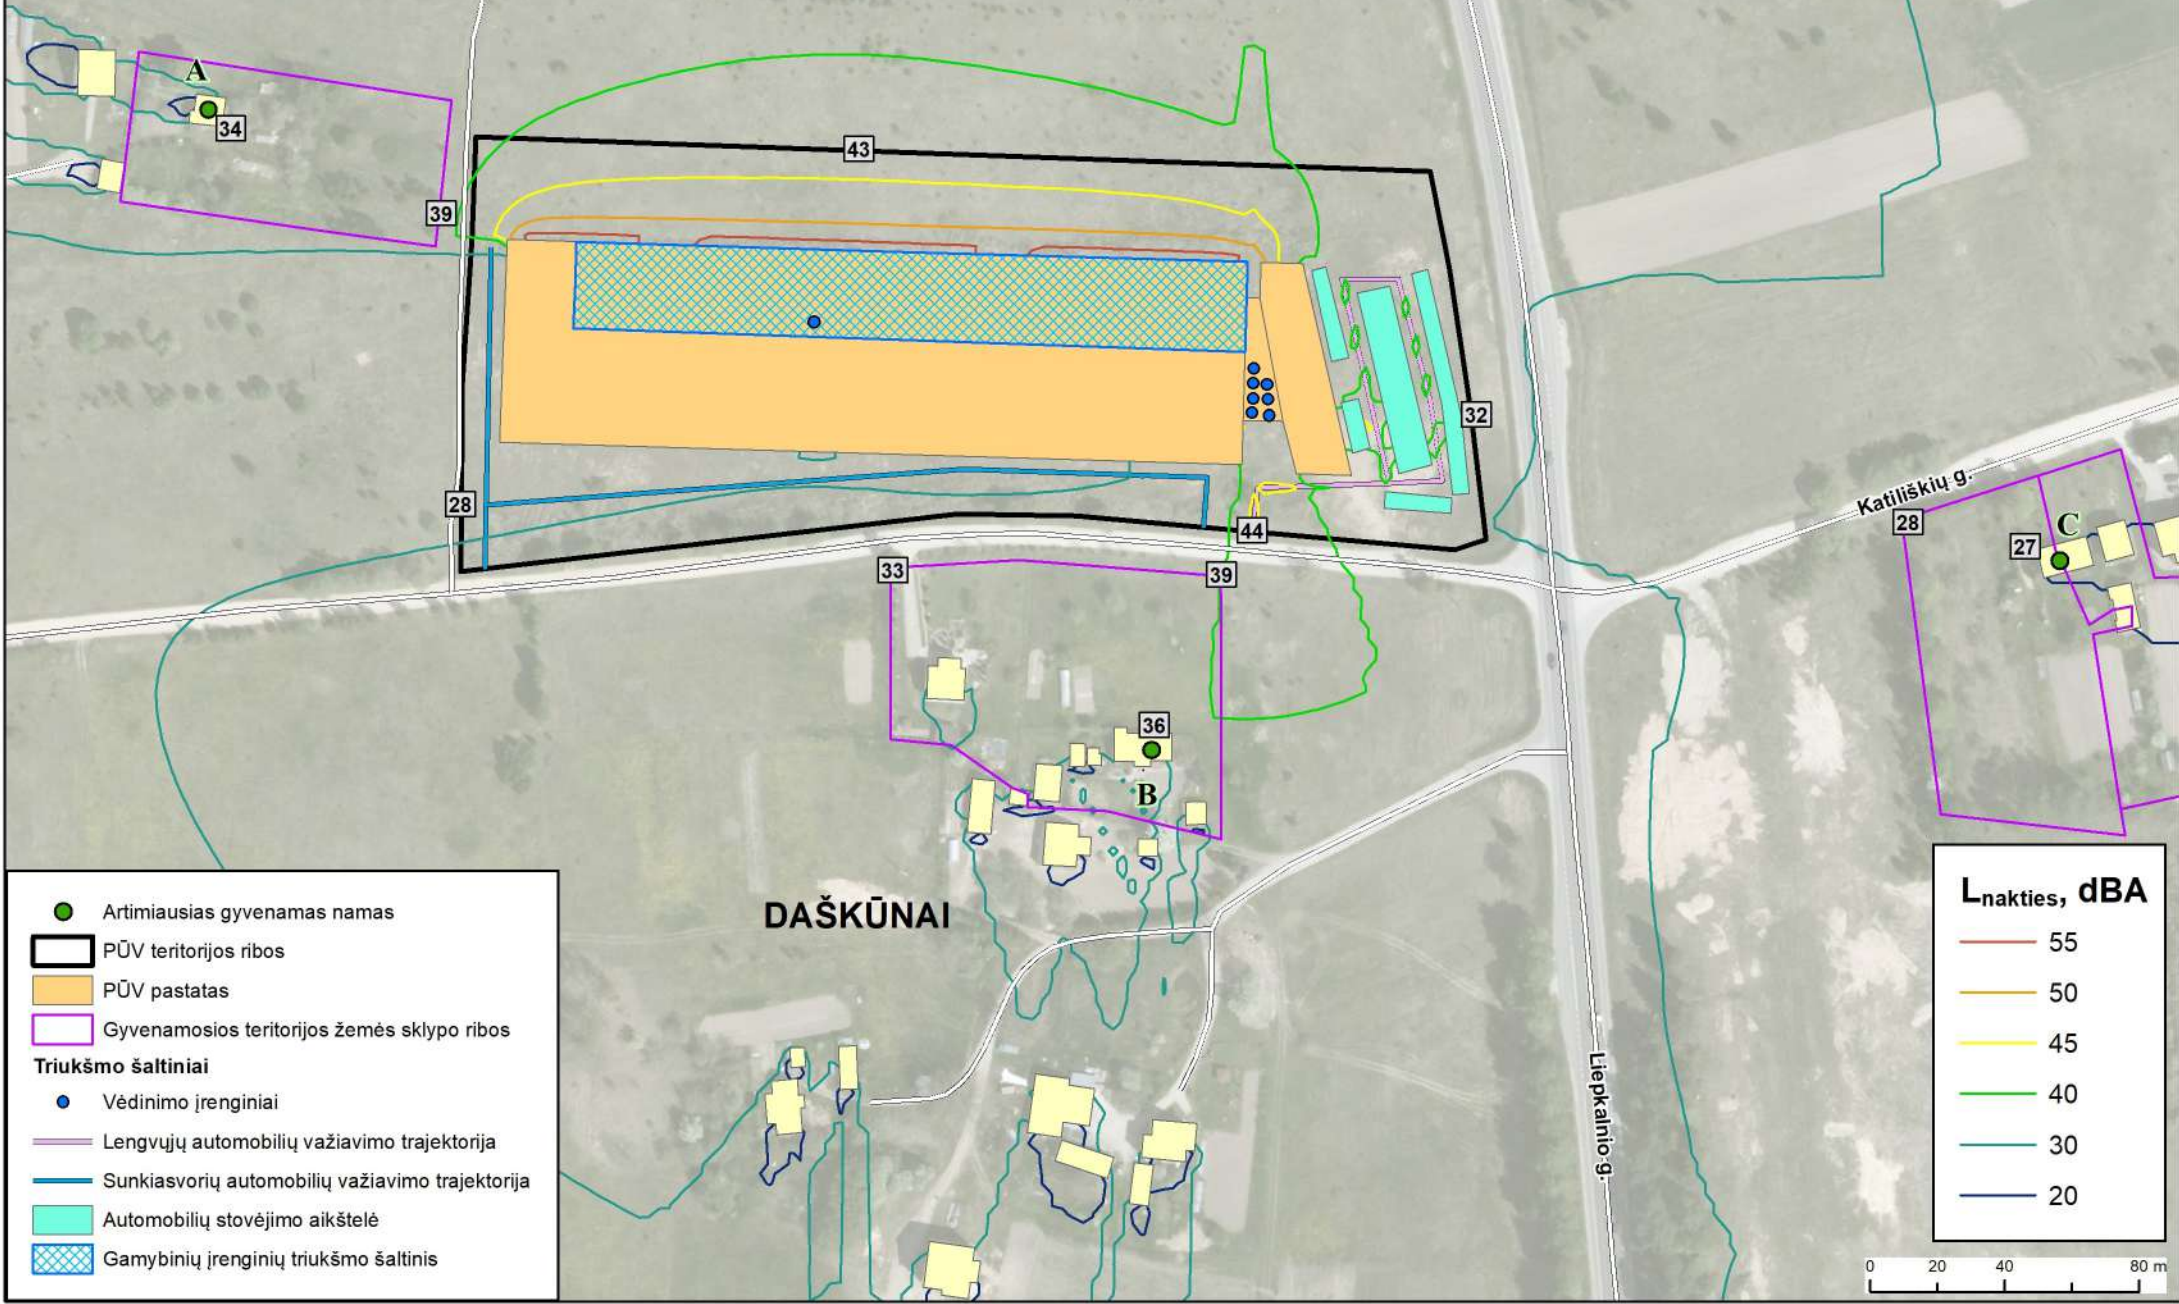 A
34
43
39
32
28
44
Katiliškių g.
28
C
27
33
39
36
B
DAŠKŪNAI
Liepkalnio g.
Artimiausias gyvenamas namas
PŪV teritorijos ribos
PŪV pastatas
Gyvenamosios teritorijos žemės sklypo ribos
Triukšmo šaltiniai
Vėdinimo įrenginiai
Lengvųjų automobilių važiavimo trajektorija
Sunkiasvorių automobilių važiavimo trajektorija
Automobilių stovėjimo aikštelė
Gamybinių įrenginių triukšmo šaltinis
Lnakties, dBA
55
50
45
40
30
20
0 20 40 80 m